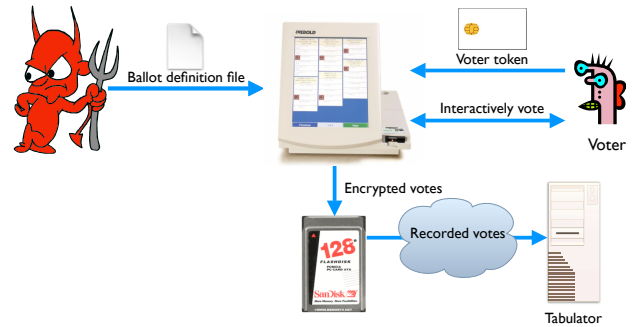 Ballot definition file
Voter token
Interactively vote
Voter
Encrypted votes
Recorded votes
Tabulator
128
FLASHDISK
SanDisk